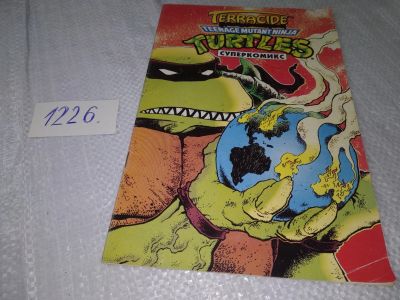 1226.
TERRACIDE
TEENAGE MUTANT NINJA
TURTLES
СУПЕРКОМИКС